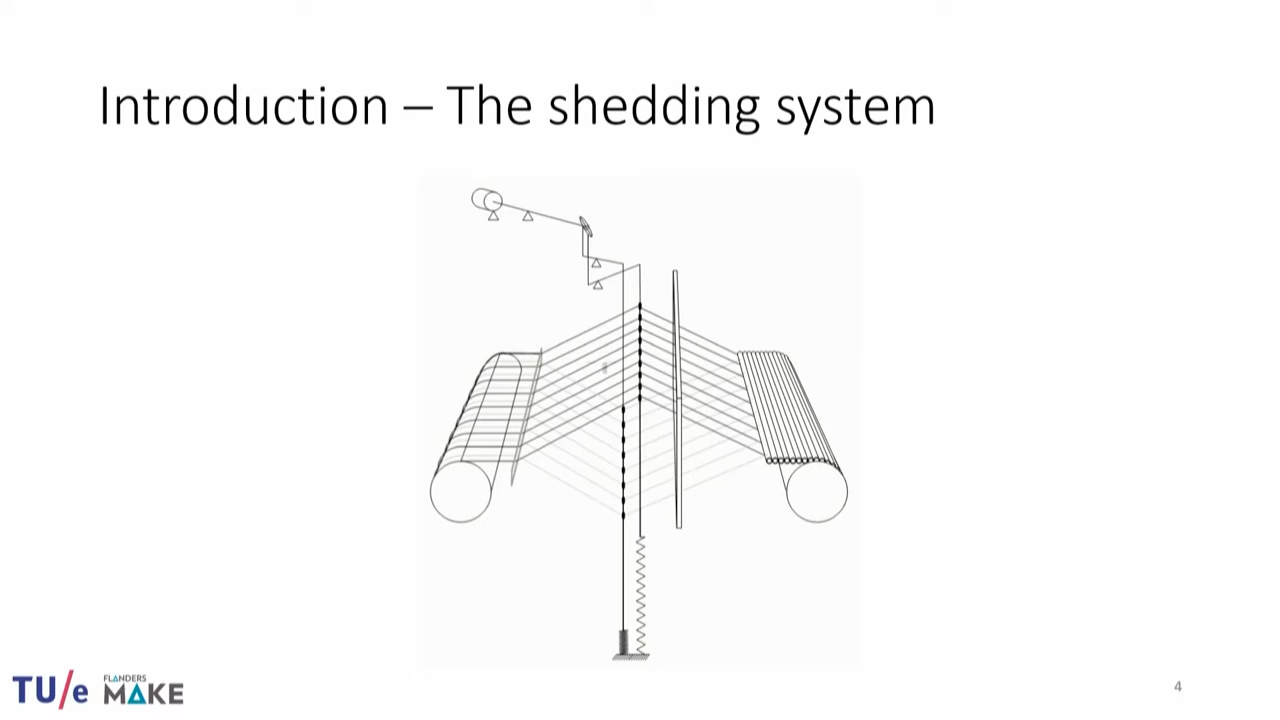 Introduction – The shedding system
TU/e
FLANDERS
MAKE
4